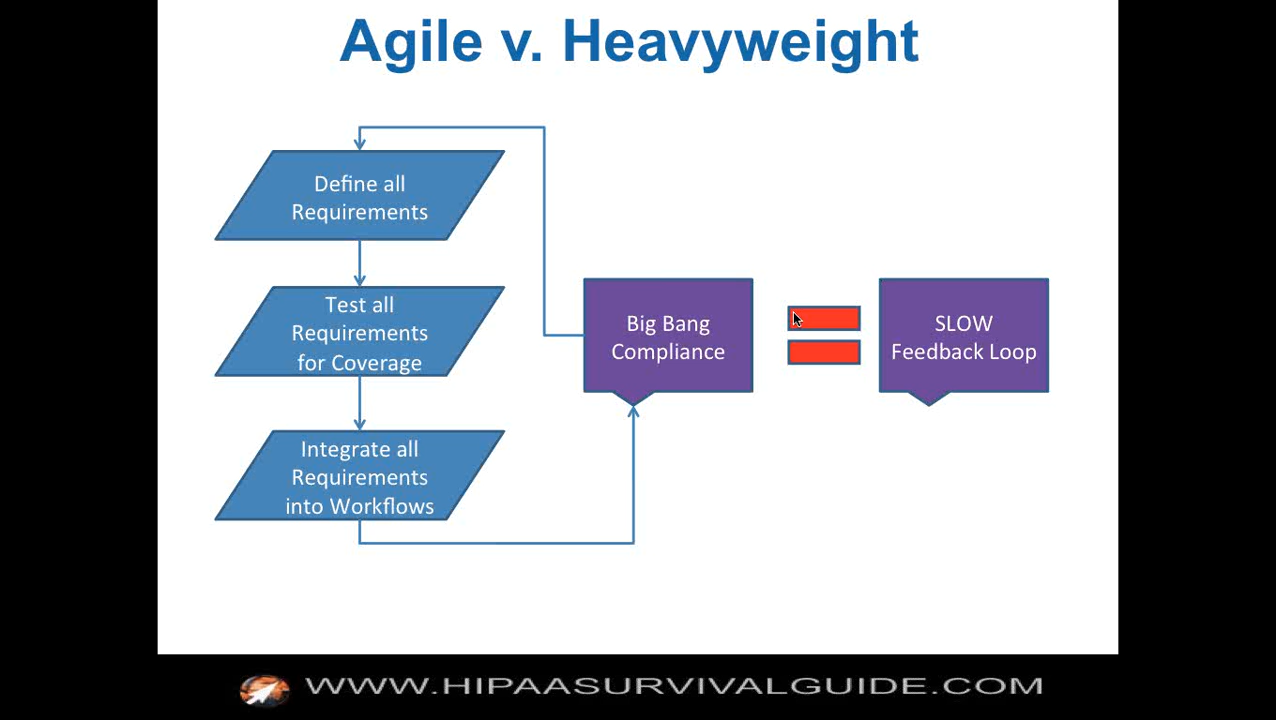 Agile v. Heavyweight
Define all
Requirements
Test all
Requirements
for Coverage
Integrate all
Requirements
into Workflows
Big Bang
Compliance
SLOW
Feedback Loop
WWW.HIPAASURVIVALGUIDE.COM